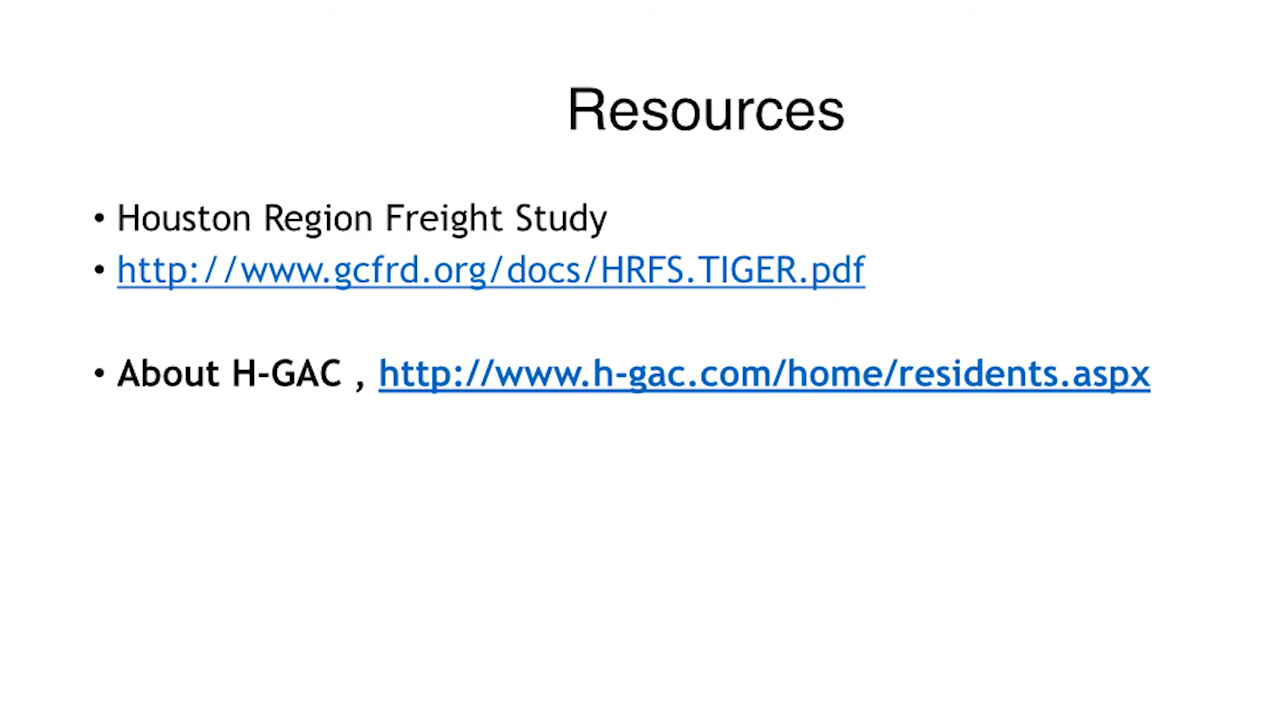 Resources
• Houston Region Freight Study
• http://www.gcfrd.org/docs/HRFS.TIGER.pdf
• About H-GAC , http://www.h-gac.com/home/residents.aspx